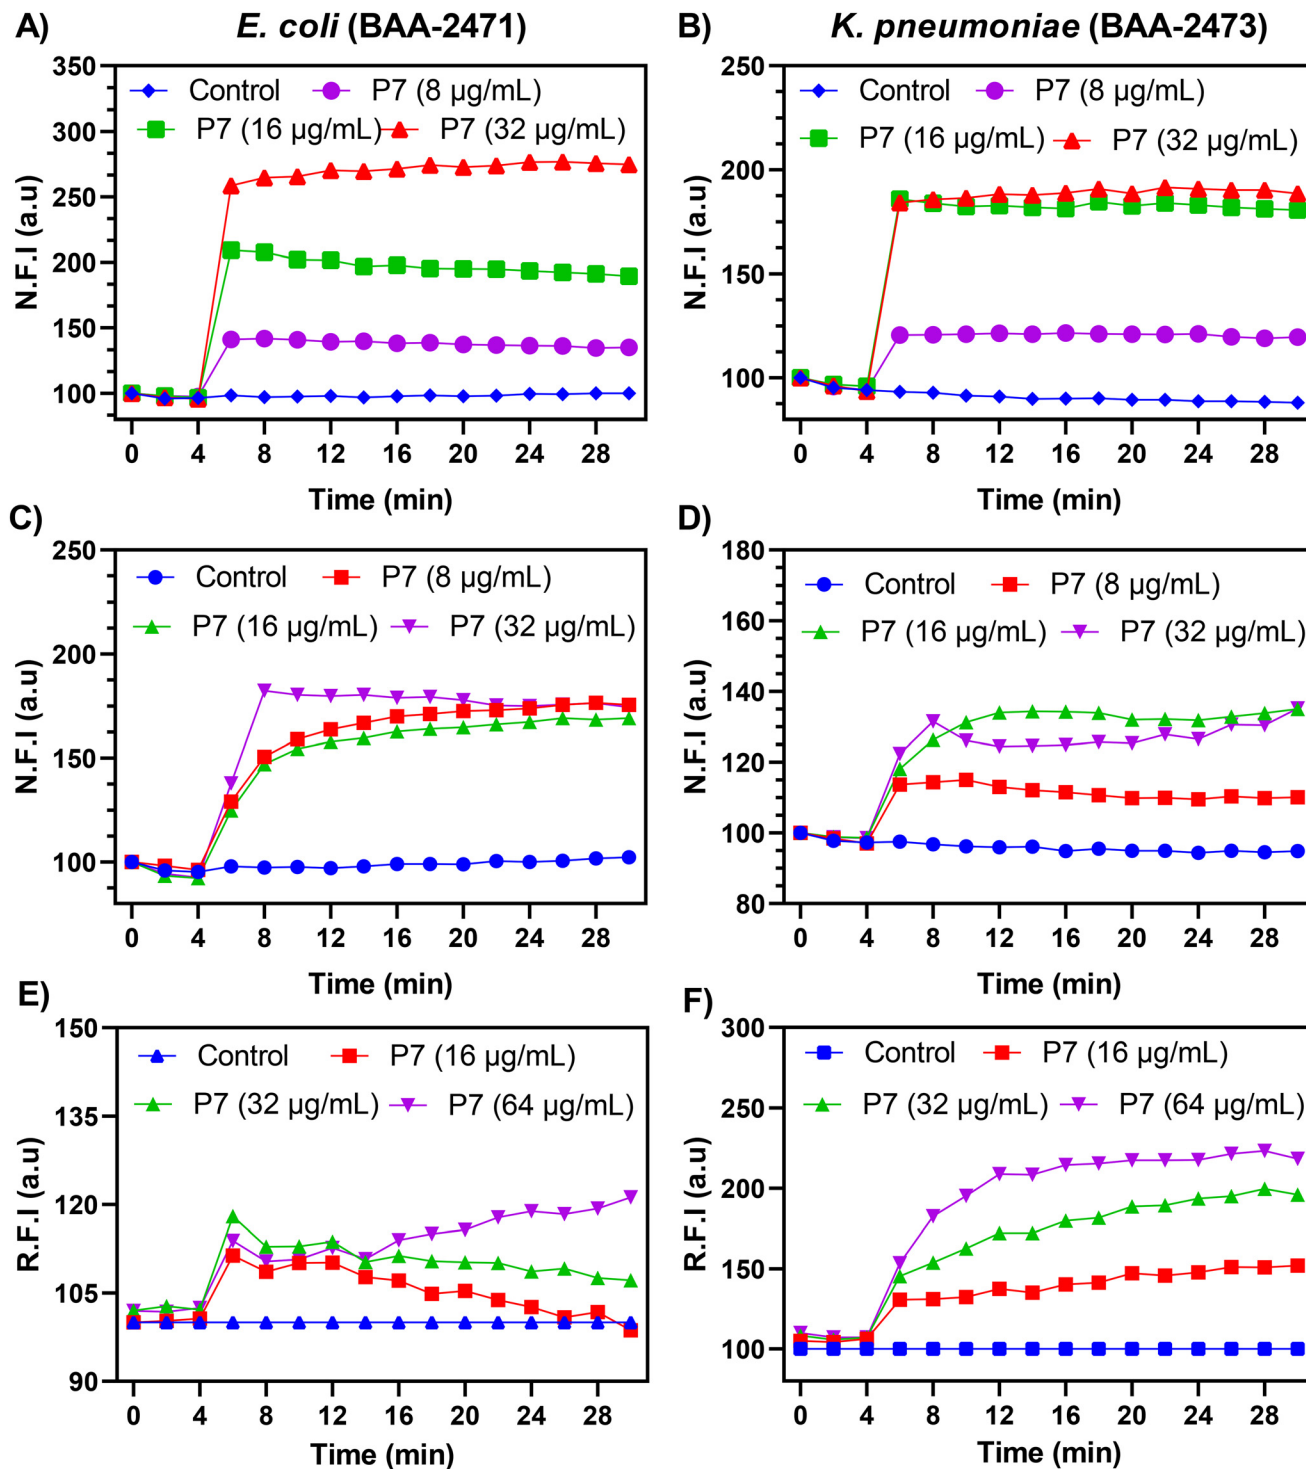 A) E. coli (BAA-2471)
350
300
250
200
150
100
N.F.I (a.u)
Control P7 (8 µg/mL)
P7 (16 µg/mL) P7 (32 µg/mL)
0 4 8 12 16 20 24 28
Time (min)
B) K. pneumoniae (BAA-2473)
250
200
150
100
N.F.I (a.u)
Control P7 (8 µg/mL)
P7 (16 µg/mL) P7 (32 µg/mL)
0 4 8 12 16 20 24 28
Time (min)
C)
250
200
150
100
N.F.I (a.u)
Control P7 (8 µg/mL)
P7 (16 µg/mL) P7 (32 µg/mL)
0 4 8 12 16 20 24 28
Time (min)
D)
180
160
140
120
100
80
N.F.I (a.u)
Control P7 (8 µg/mL)
P7 (16 µg/mL) P7 (32 µg/mL)
0 4 8 12 16 20 24 28
Time (min)
E)
150
135
120
105
90
R.F.I (a.u)
Control P7 (16 µg/mL)
P7 (32 µg/mL) P7 (64 µg/mL)
0 4 8 12 16 20 24 28
Time (min)
F)
300
250
200
150
100
R.F.I (a.u)
Control P7 (16 µg/mL)
P7 (32 µg/mL) P7 (64 µg/mL)
0 4 8 12 16 20 24 28
Time (min)